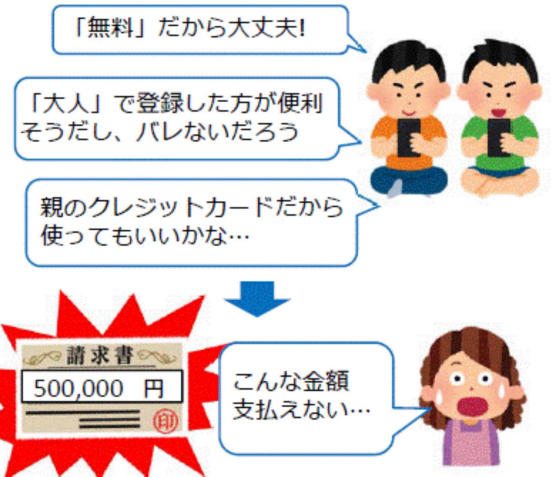 「無料」だから大丈夫!
「大人」で登録した方が便利
そうだし、バレないだろう
親のクレジットカードだから
使ってもいいかな…
請求書
500,000 円
印
こんな金額
支払えない…